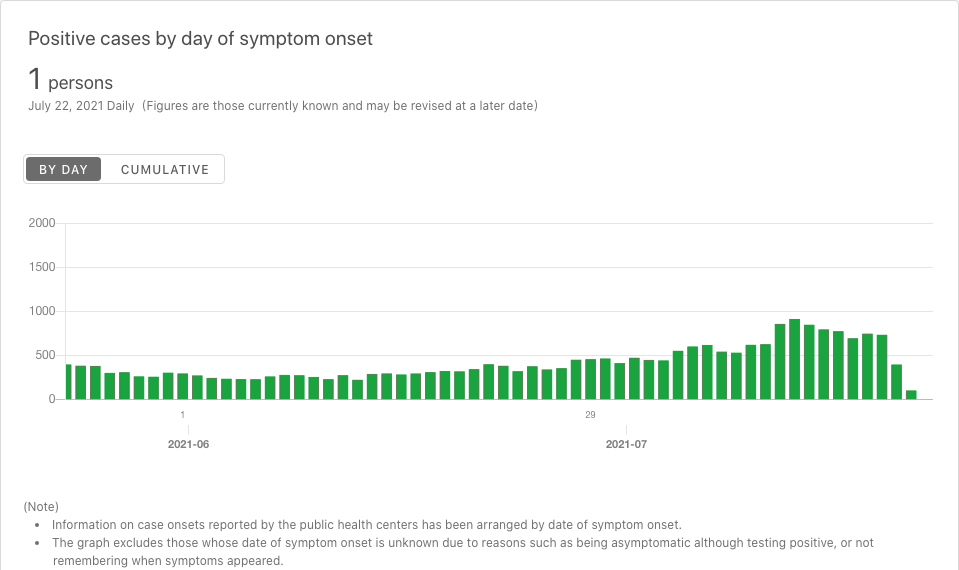 Positive cases by day of symptom onset
1 persons
July 22, 2021 Daily (Figures are those currently known and may be revised at a later date)
BY DAY CUMULATIVE
2000
1500
1000
500
0
1 29
2021-06 2021-07
(Note)
• Information on case onsets reported by the public health centers has been arranged by date of symptom onset.
• The graph excludes those whose date of symptom onset is unknown due to reasons such as being asymptomatic although testing positive, or not
remembering when symptoms appeared.